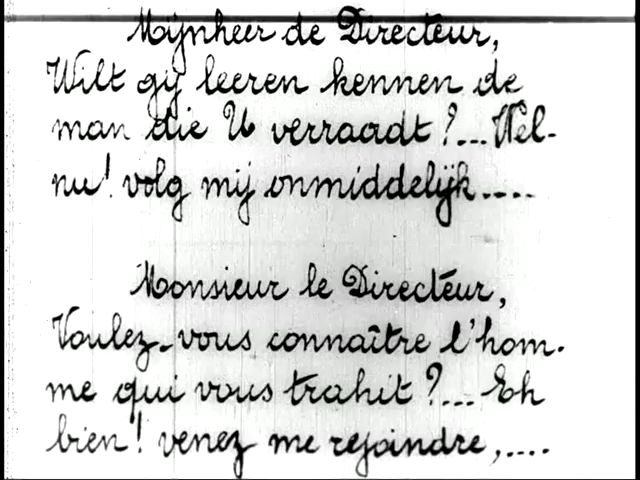 Mijnheer de Directeur,
Wilt gij leeren kennen de
man die U verraadt ?... Wel-
nu! volg mij onmiddelijk.....
Monsieur le Directeur,
Voulez-vous connaître l'hom-
me qui vous trahit ?... Eh
bien! venez me rejoindre,....